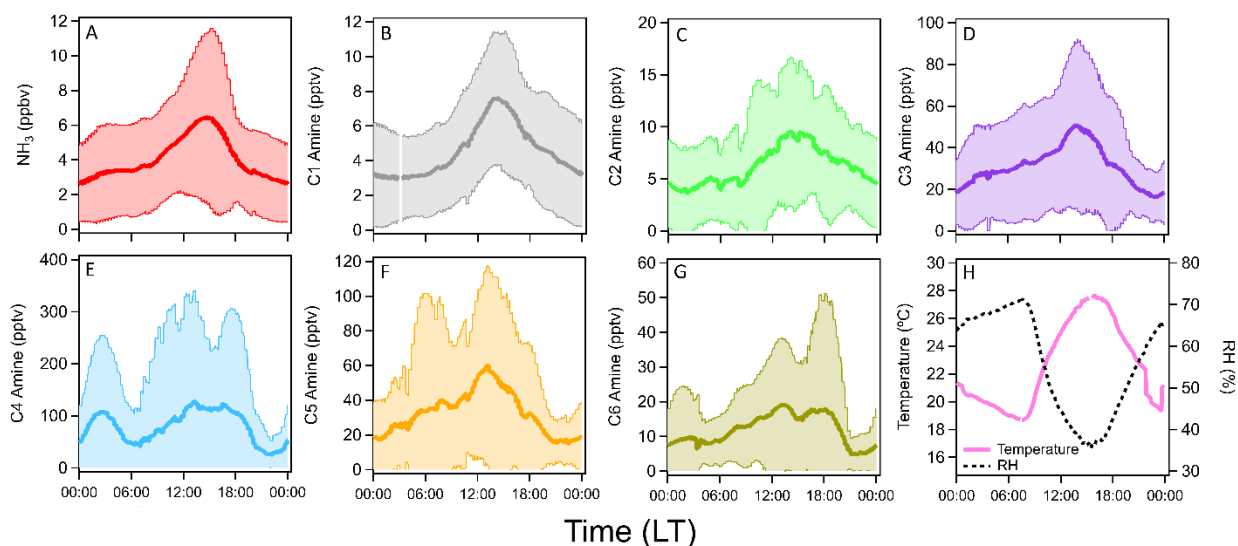 A
NH3 (ppbv)
12
10
8
6
4
2
0
B
C1 Amine (pptv)
12
10
8
6
4
2
0
C
C2 Amine (pptv)
20
15
10
5
0
D
C3 Amine (pptv)
100
80
60
40
20
0
E
C4 Amine (pptv)
400
300
200
100
0
00:00 06:00 12:00 18:00 00:00
F
C5 Amine (pptv)
120
100
80
60
40
20
0
00:00 06:00 12:00 18:00 00:00
G
C6 Amine (pptv)
60
50
40
30
20
10
0
00:00 06:00 12:00 18:00 00:00
H
Temperature (ºC)
30
28
26
24
22
20
18
16
80
70
60
50
40
30
RH (%)
Temperature
RH
00:00 06:00 12:00 18:00 00:00
Time (LT)